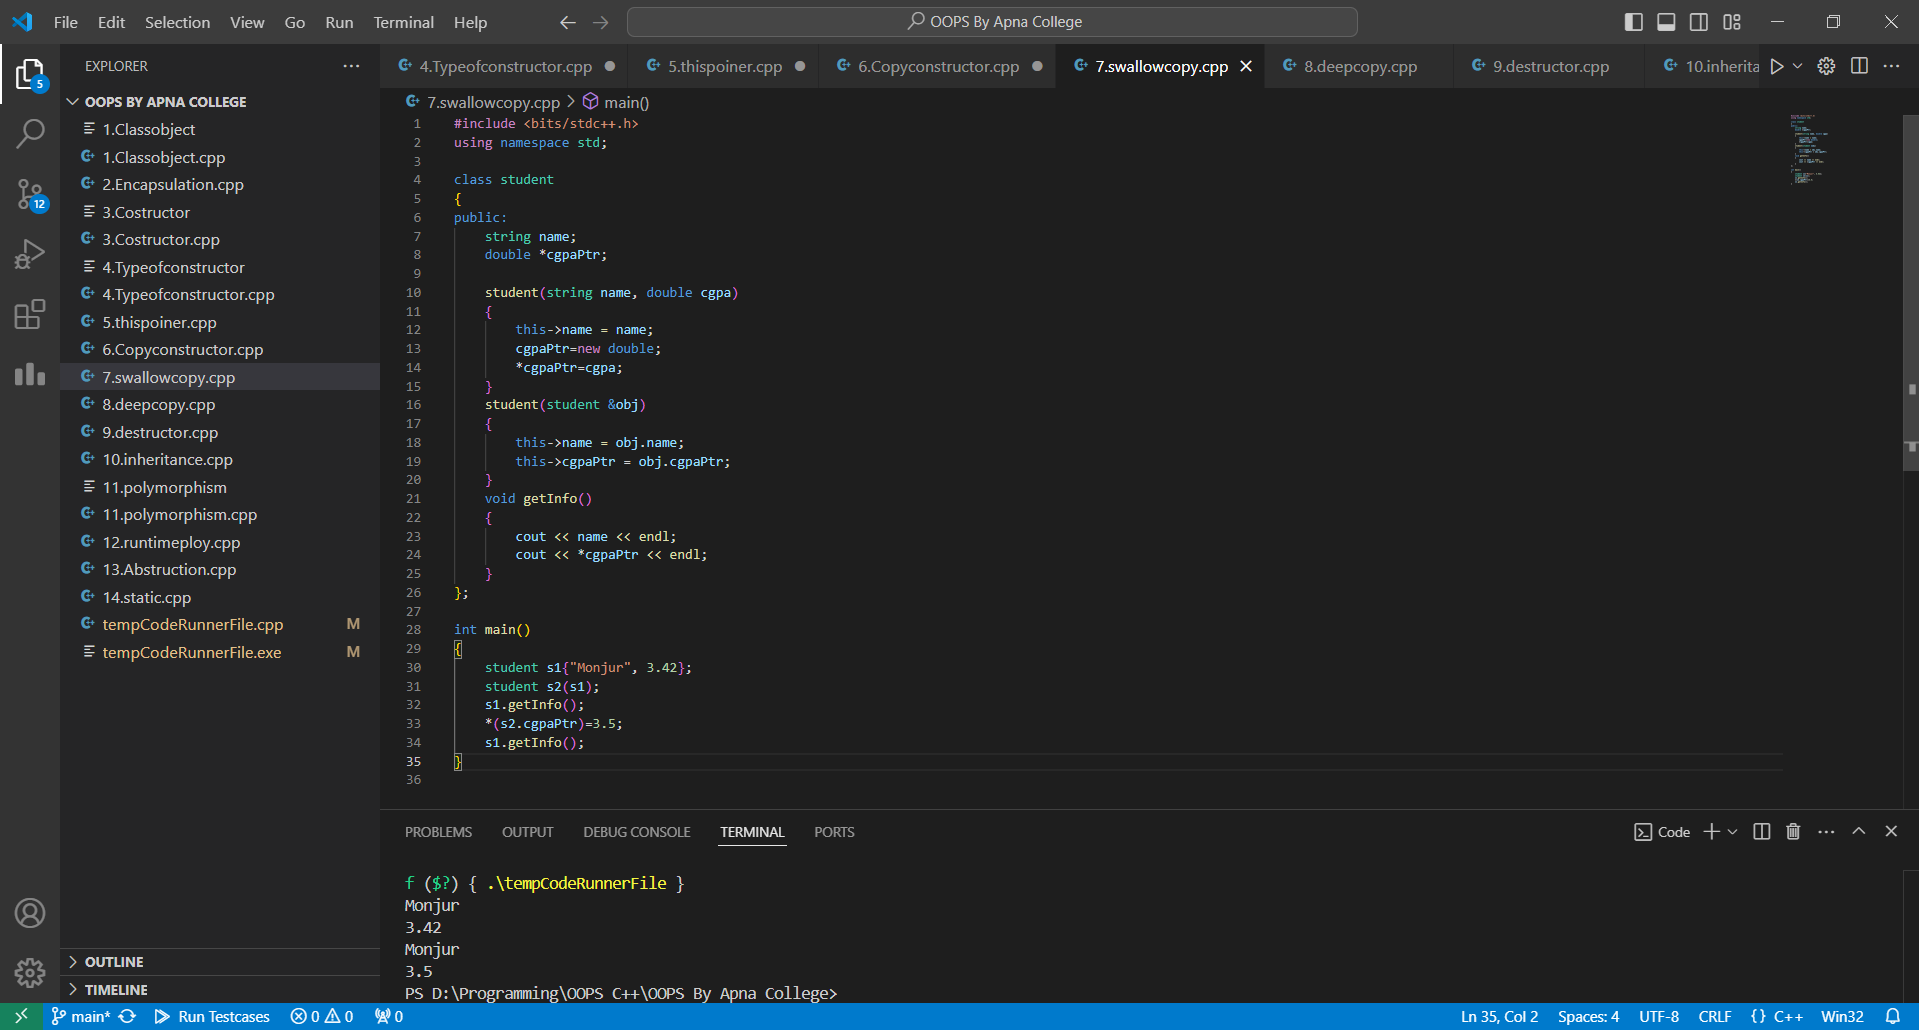 File Edit Selection View Go Run Terminal Help
OOPS By Apna College
EXPLORER
4.Typeofconstructor.cpp
5.thispoiner.cpp
6.Copyconstructor.cpp
7.swallowcopy.cpp
8.deepcopy.cpp
9.destructor.cpp
10.inherita
5
12
OOPS BY APNA COLLEGE
1.Classobject
1.Classobject.cpp
2.Encapsulation.cpp
3.Costructor
3.Costructor.cpp
4.Typeofconstructor
4.Typeofconstructor.cpp
5.thispoiner.cpp
6.Copyconstructor.cpp
7.swallowcopy.cpp
8.deepcopy.cpp
9.destructor.cpp
10.inheritance.cpp
11.polymorphism
11.polymorphism.cpp
12.runtimeploy.cpp
13.Abstruction.cpp
14.static.cpp
tempCodeRunnerFile.cpp M
tempCodeRunnerFile.exe M
OUTLINE
TIMELINE
7.swallowcopy.cpp > main()
1 #include <bits/stdc++.h>
2 using namespace std;
3
4 class student
5 {
6 public:
7     string name;
8     double *cgpaPtr;
9
10     student(string name, double cgpa)
11     {
12         this->name = name;
13         cgpaPtr=new double;
14         *cgpaPtr=cgpa;
15     }
16     student(student &obj)
17     {
18         this->name = obj.name;
19         this->cgpaPtr = obj.cgpaPtr;
20     }
21     void getInfo()
22     {
23         cout << name << endl;
24         cout << *cgpaPtr << endl;
25     }
26 };
27
28 int main()
29 {
30     student s1{"Monjur", 3.42};
31     student s2(s1);
32     s1.getInfo();
33     *(s2.cgpaPtr)=3.5;
34     s1.getInfo();
35 }
36
PROBLEMS OUTPUT DEBUG CONSOLE TERMINAL PORTS
Code
f ($?) { .\tempCodeRunnerFile }
Monjur
3.42
Monjur
3.5
PS D:\Programming\OOPS C++\OOPS By Apna College>
main* Run Testcases 0 0 0
Ln 35, Col 2 Spaces: 4 UTF-8 CRLF {} C++ Win32